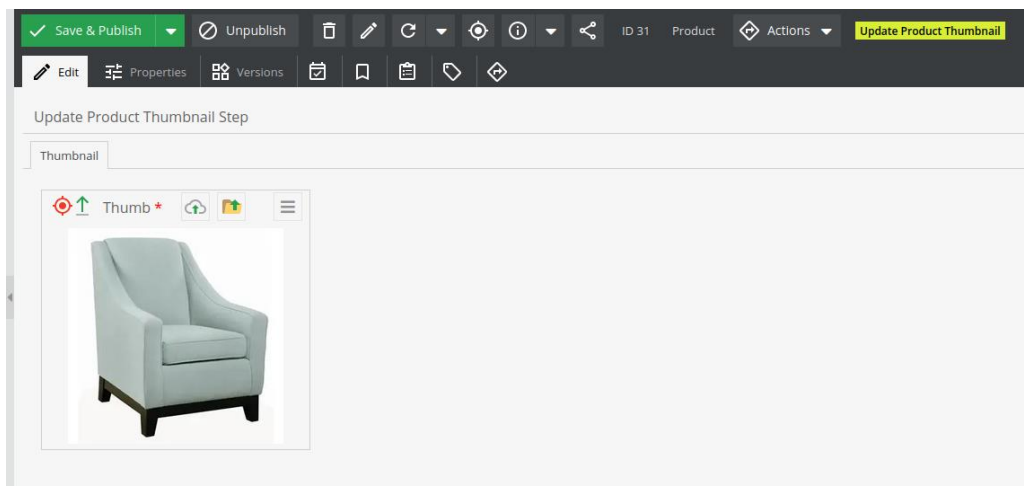 Save & Publish Unpublish ID 31 Product Actions Update Product Thumbnail
Edit Properties Versions
Update Product Thumbnail Step
Thumbnail
Thumb *